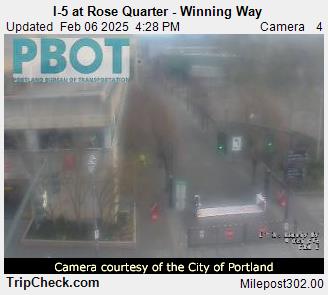 I-5 at Rose Quarter - Winning Way
Updated Feb 06 2025 4:28 PM Camera 4
PBOT
PORTLAND BUREAU OF TRANSPORTATION
Camera courtesy of the City of Portland
TripCheck.com Milepost302.00